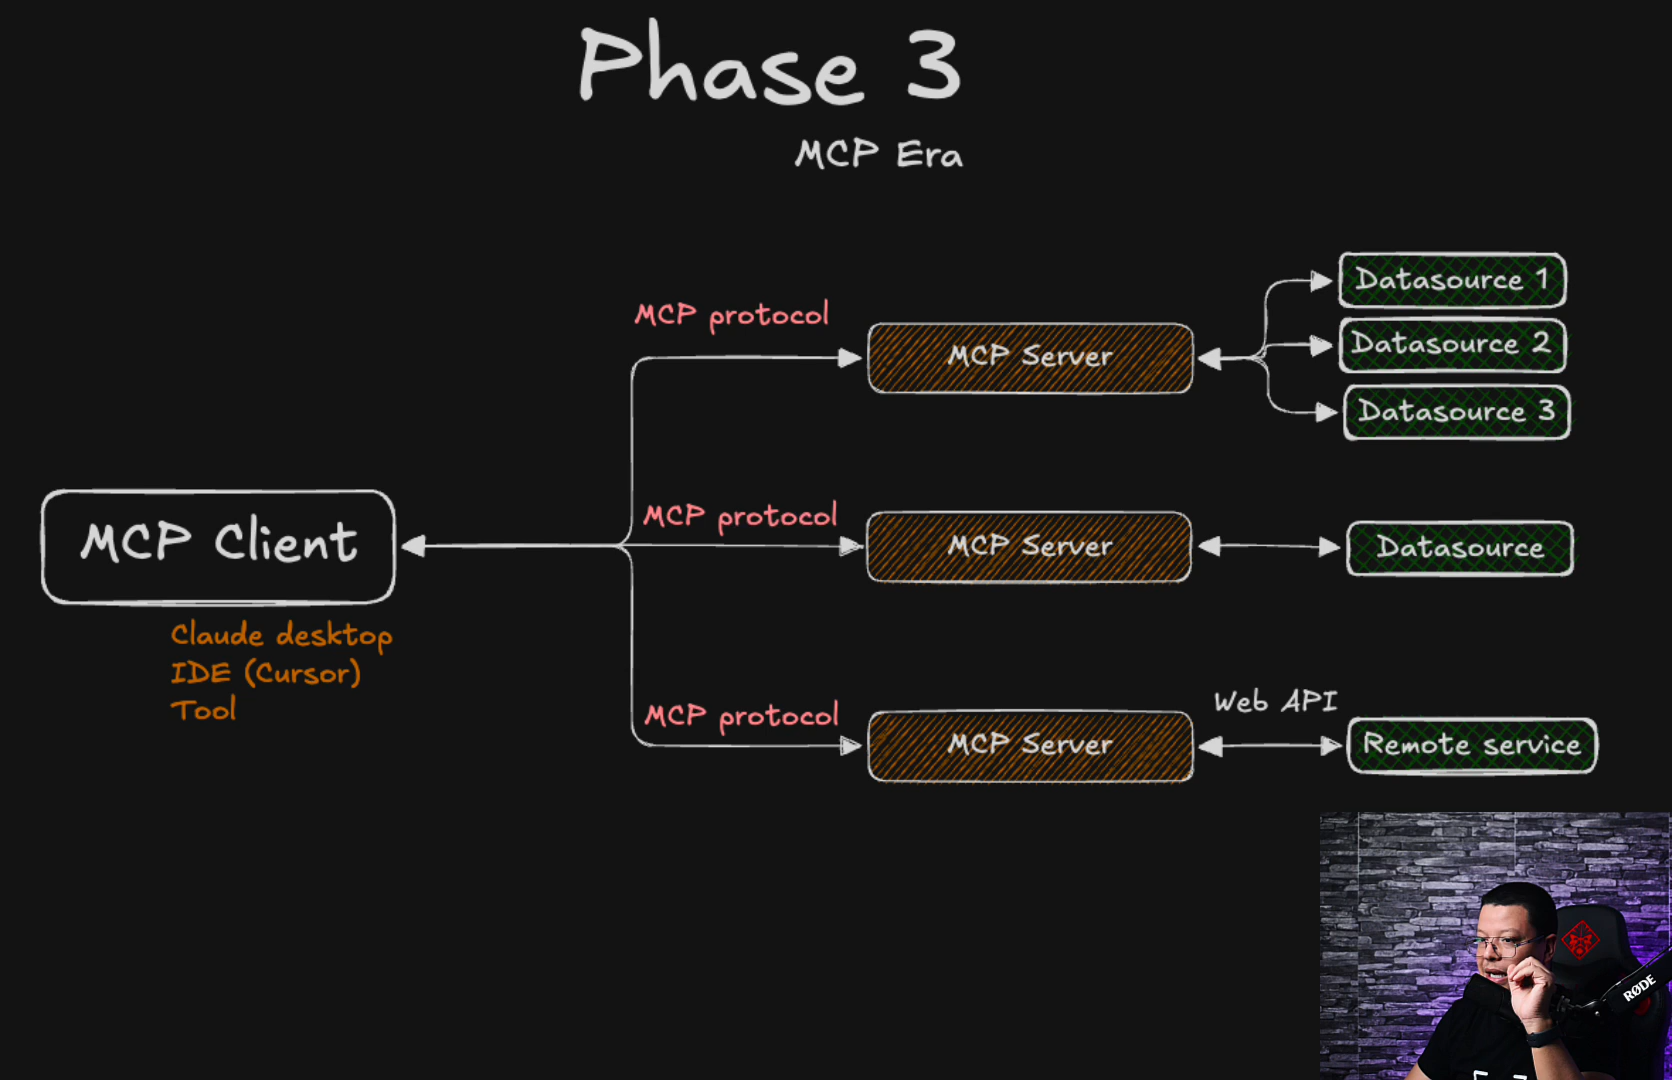 Phase 3
MCP Era
MCP protocol
MCP Server
Datasource 1
Datasource 2
Datasource 3
MCP Client
Claude desktop
IDE (Cursor)
Tool
MCP protocol
MCP Server
Datasource
MCP protocol
MCP Server
Web API
Remote service
RØDE